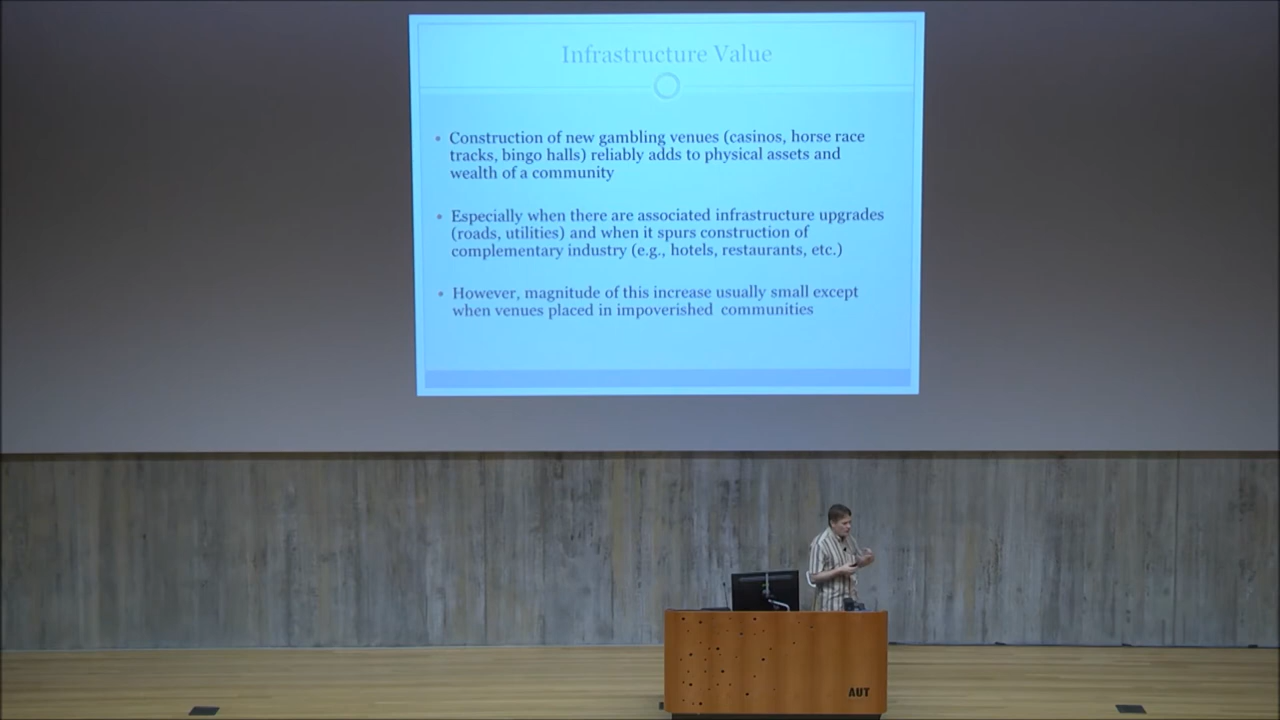 Infrastructure Value
• Construction of new gambling venues (casinos, horse race
tracks, bingo halls) reliably adds to physical assets and
wealth of a community
• Especially when there are associated infrastructure upgrades
(roads, utilities) and when it spurs construction of
complementary industry (e.g., hotels, restaurants, etc.)
• However, magnitude of this increase usually small except
when venues placed in impoverished communities
AUT